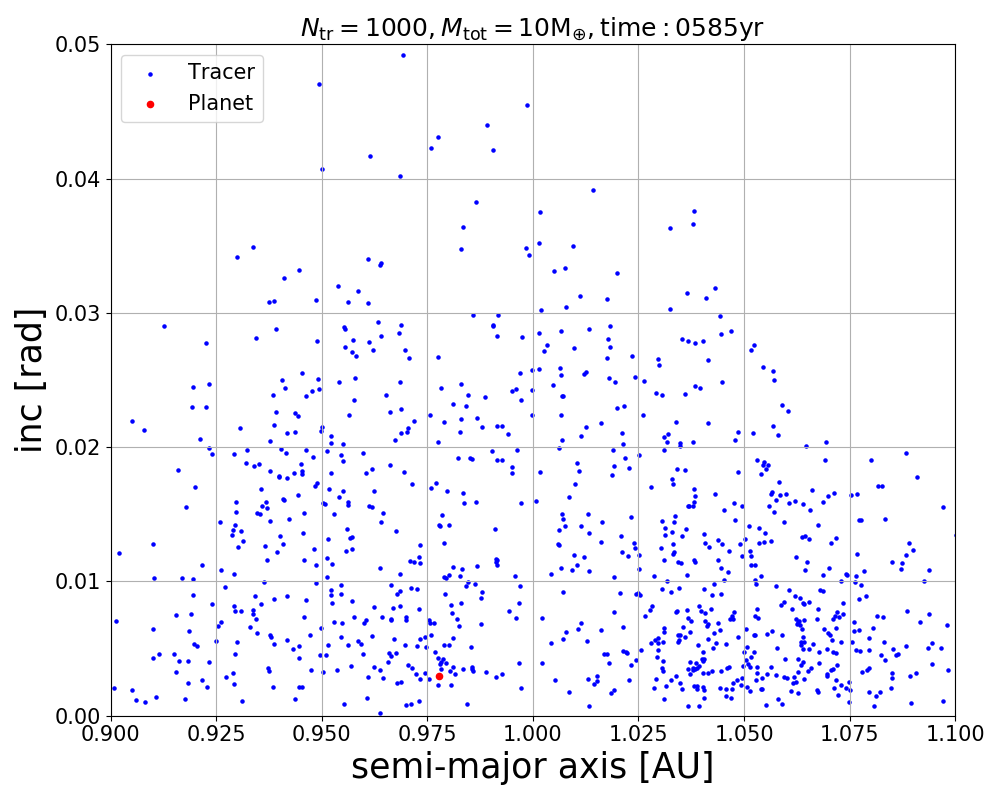 N_tr = 1000, M_tot = 10M_⊕, time : 0585yr
0.05
Tracer
Planet
0.04
0.03
inc [rad]
0.02
0.01
0.00
0.900 0.925 0.950 0.975 1.000 1.025 1.050 1.075 1.100
semi-major axis [AU]